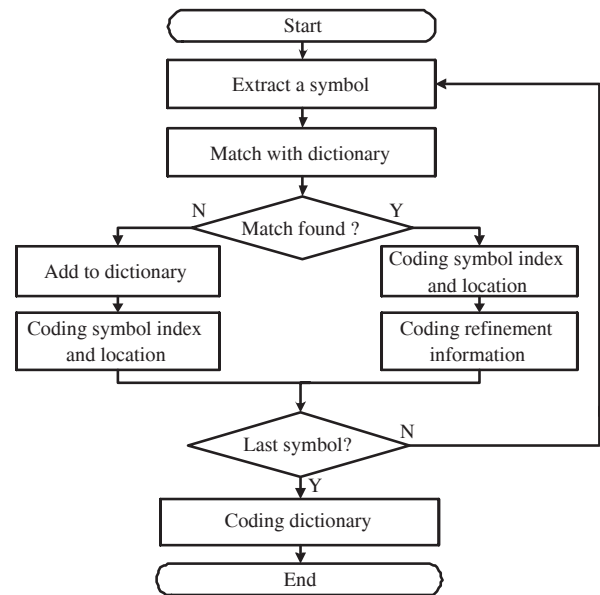 Start
Extract a symbol
Match with dictionary
N
Y
Match found ?
Add to dictionary
Coding symbol index
and location
Coding symbol index
and location
Coding refinement
information
Last symbol?
N
Y
Coding dictionary
End